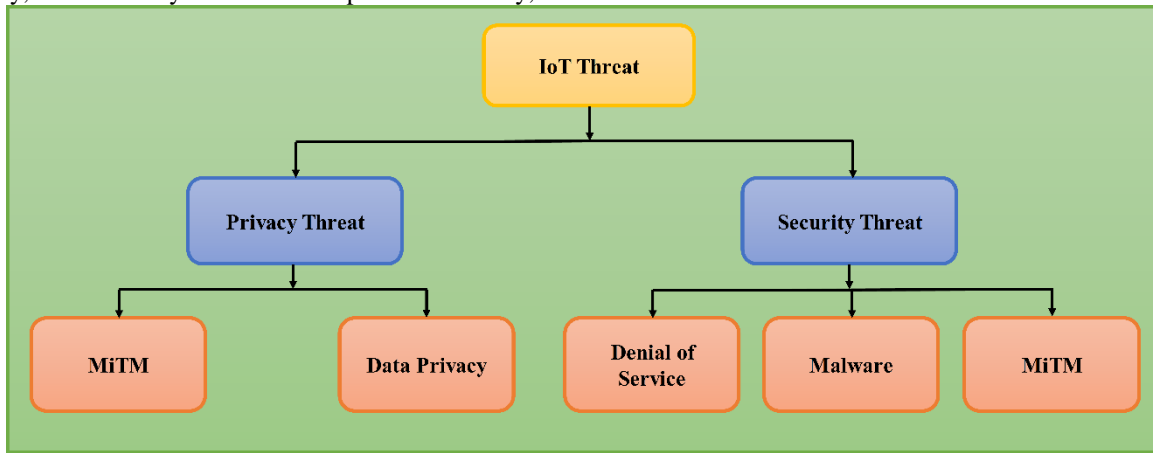 IoT Threat
Privacy Threat
Security Threat
MiTM
Data Privacy
Denial of
Service
Malware
MiTM